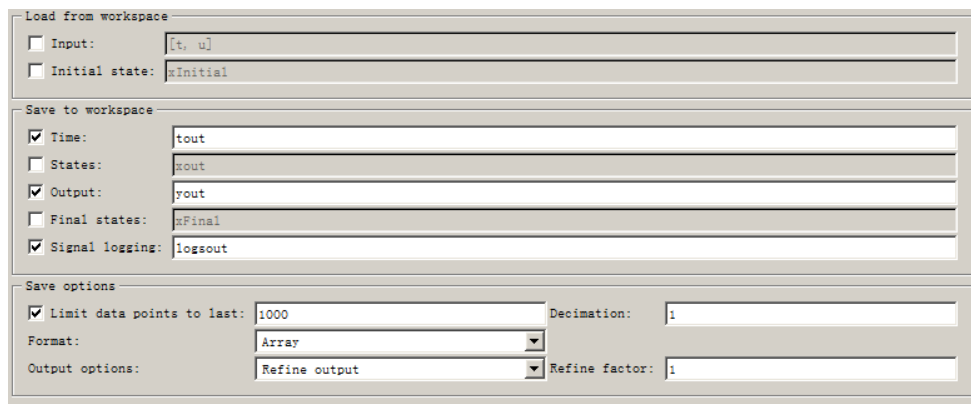 Load from workspace
Input: [t, u]
Initial state: xInitial
Save to workspace
Time: tout
States: xout
Output: yout
Final states: xFinal
Signal logging: logsout
Save options
Limit data points to last: 1000 Decimation: 1
Format: Array
Output options: Refine output Refine factor: 1